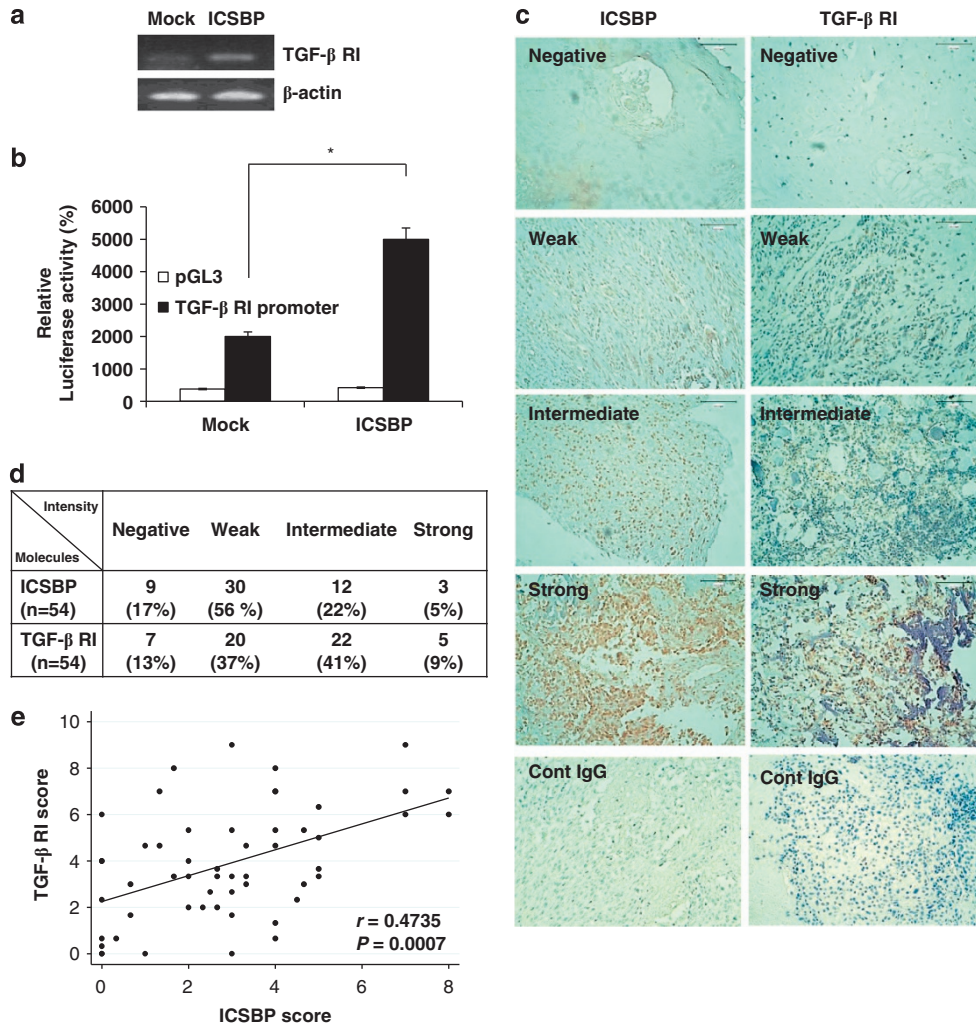 a
Mock ICSBP
TGF-β RI
β-actin
b
*
Relative
Luciferase activity (%)
6000
5000
4000
3000
2000
1000
0
pGL3
TGF-β RI promoter
Mock
ICSBP
c
ICSBP
TGF-β RI
Negative
Negative
Weak
Weak
Intermediate
Intermediate
Strong
Strong
Cont IgG
Cont IgG
d
Intensity
Molecules
Negative Weak Intermediate Strong
ICSBP 9 30 12 3
(n=54) (17%) (56 %) (22%) (5%)
TGF-β RI 7 20 22 5
(n=54) (13%) (37%) (41%) (9%)
e
TGF-β RI score
10
8
6
4
2
0
r = 0.4735
P = 0.0007
0 2 4 6 8
ICSBP score